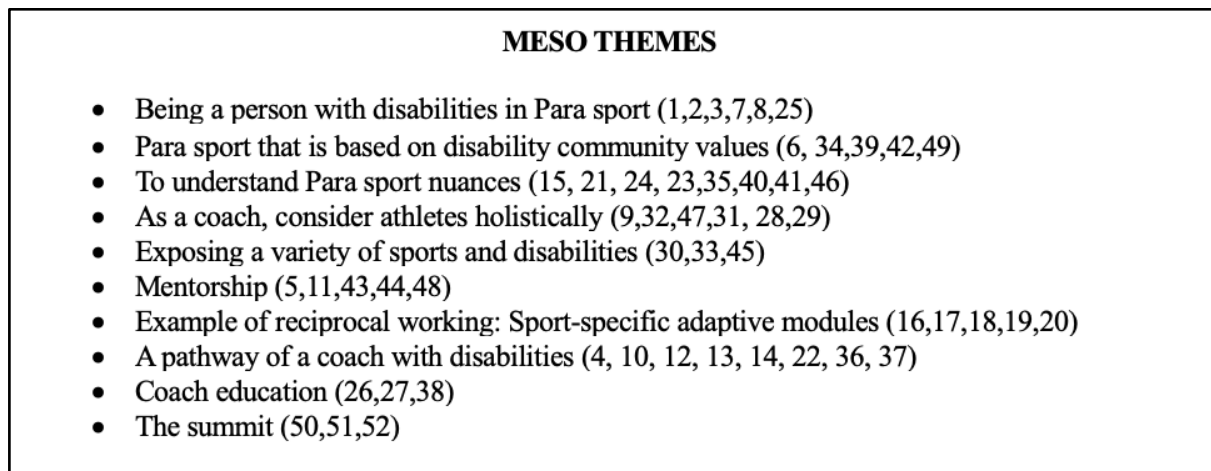 MESO THEMES
• Being a person with disabilities in Para sport (1,2,3,7,8,25)
• Para sport that is based on disability community values (6, 34,39,42,49)
• To understand Para sport nuances (15, 21, 24, 23,35,40,41,46)
• As a coach, consider athletes holistically (9,32,47,31, 28,29)
• Exposing a variety of sports and disabilities (30,33,45)
• Mentorship (5,11,43,44,48)
• Example of reciprocal working: Sport-specific adaptive modules (16,17,18,19,20)
• A pathway of a coach with disabilities (4, 10, 12, 13, 14, 22, 36, 37)
• Coach education (26,27,38)
• The summit (50,51,52)